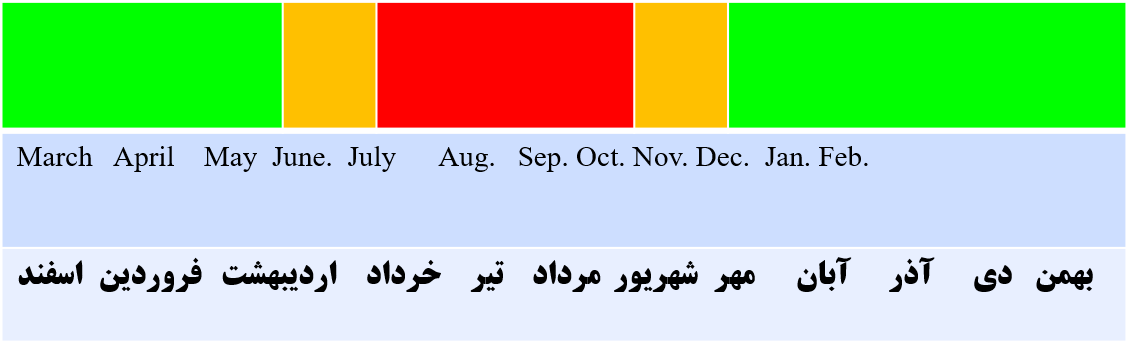 March April May June. July Aug. Sep. Oct. Nov. Dec. Jan. Feb.
بهمن دی آذر آبان مهر شهریور مرداد تیر خرداد اردیبهشت فروردین اسفند